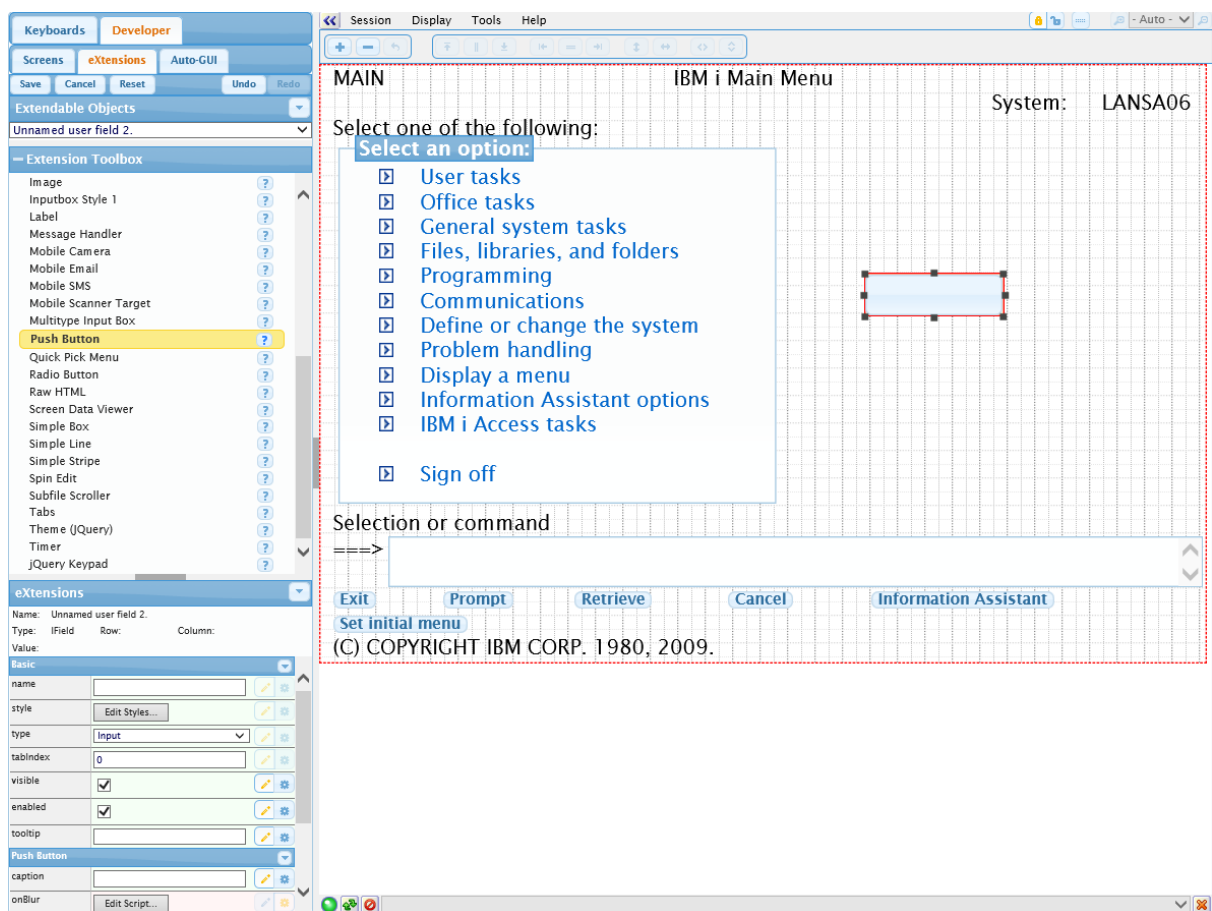 Keyboards Developer
Screens eXtensions Auto-GUI
Save Cancel Reset Undo Redo
Extendable Objects
Unnamed user field 2.
Extension Toolbox
Image ?
Inputbox Style 1 ?
Label ?
Message Handler ?
Mobile Camera ?
Mobile Email ?
Mobile SMS ?
Mobile Scanner Target ?
Multitype Input Box ?
Push Button ?
Quick Pick Menu ?
Radio Button ?
Raw HTML ?
Screen Data Viewer ?
Simple Box ?
Simple Line ?
Simple Stripe ?
Spin Edit ?
Subfile Scroller ?
Tabs ?
Theme (JQuery) ?
Timer ?
jQuery Keypad ?
eXtensions
Name: Unnamed user field 2.
Type: IField Row: Column:
Value:
Basic
name
style Edit Styles...
type Input
tabIndex 0
visible
enabled
tooltip
Push Button
caption
onBlur Edit Script...
Session Display Tools Help
- Auto -
MAIN IBM i Main Menu
System: LANSA06
Select one of the following:
Select an option:
User tasks
Office tasks
General system tasks
Files, libraries, and folders
Programming
Communications
Define or change the system
Problem handling
Display a menu
Information Assistant options
IBM i Access tasks
Sign off
Selection or command
===>
Exit Prompt Retrieve Cancel Information Assistant
Set initial menu
(C) COPYRIGHT IBM CORP. 1980, 2009.